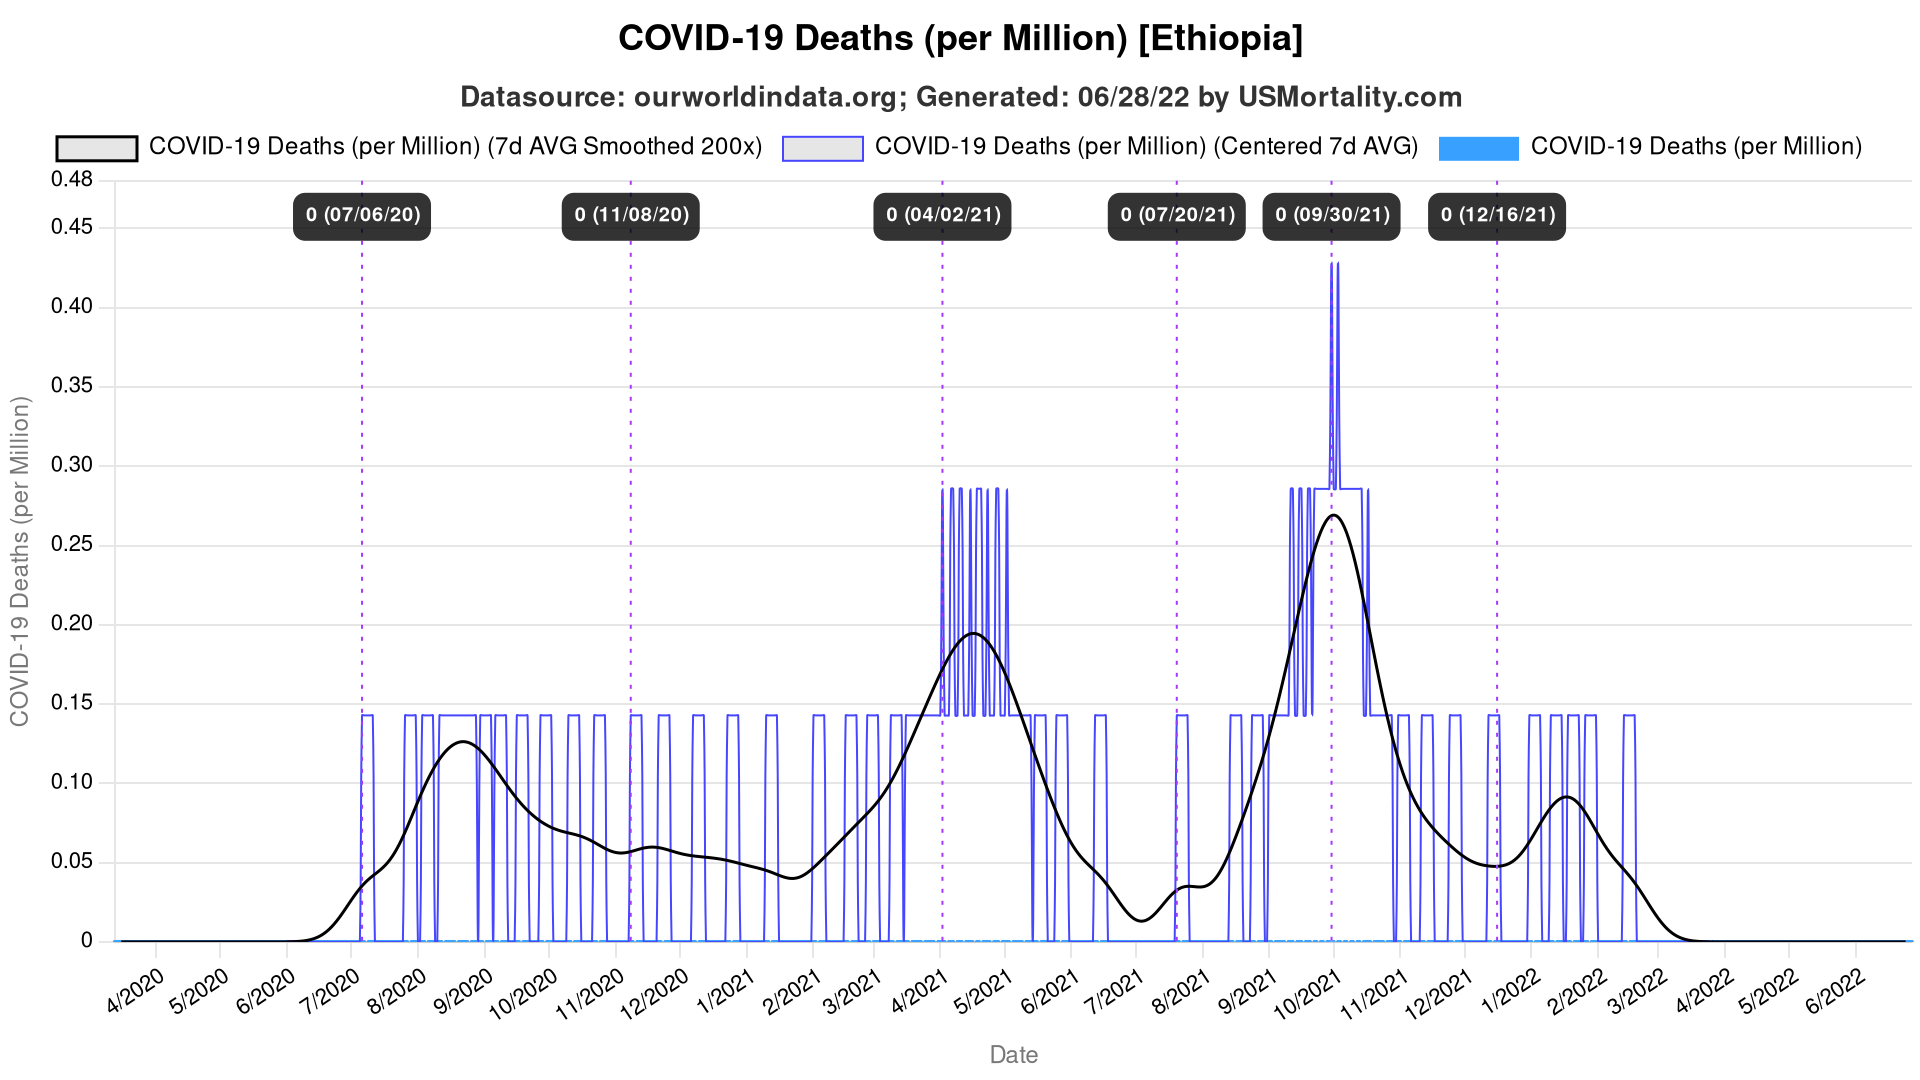 COVID-19 Deaths (per Million) [Ethiopia]
Datasource: ourworldindata.org; Generated: 06/28/22 by USMortality.com
COVID-19 Deaths (per Million) (7d AVG Smoothed 200x) COVID-19 Deaths (per Million) (Centered 7d AVG) COVID-19 Deaths (per Million)
0.48
0 (07/06/20) 0 (11/08/20) 0 (04/02/21) 0 (07/20/21) 0 (09/30/21) 0 (12/16/21)
0.45
0.40
0.35
0.30
0.25
0.20
0.15
0.10
0.05
0
COVID-19 Deaths (per Million)
4/2020 5/2020 6/2020 7/2020 8/2020 9/2020 10/2020 11/2020 12/2020 1/2021 2/2021 3/2021 4/2021 5/2021 6/2021 7/2021 8/2021 9/2021 10/2021 11/2021 12/2021 1/2022 2/2022 3/2022 4/2022 5/2022 6/2022
Date